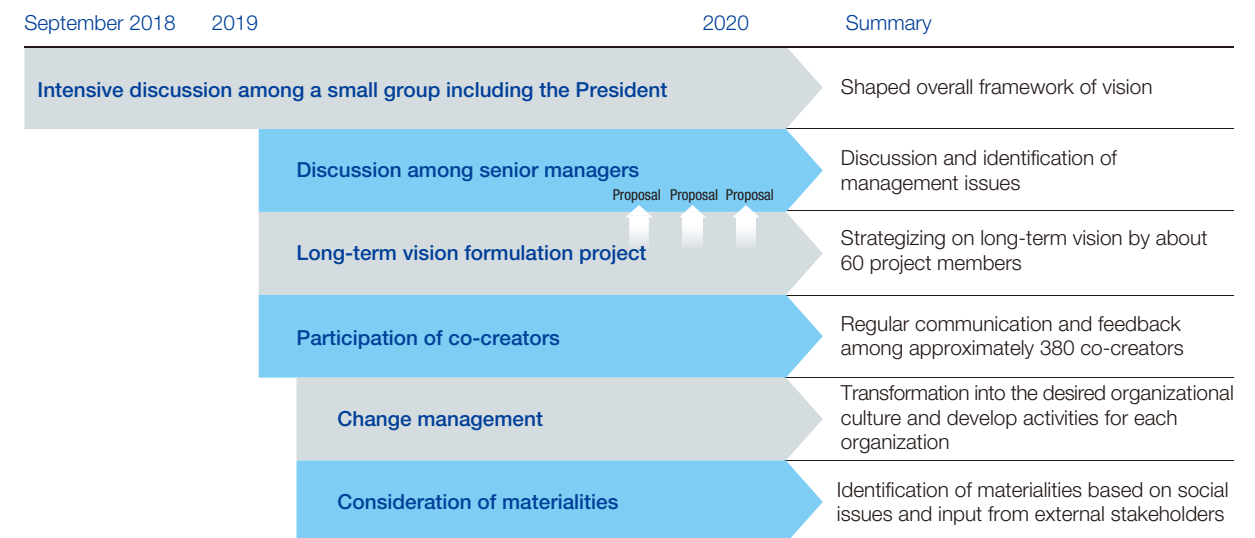 September 2018 2019 2020 Summary
Intensive discussion among a small group including the President
Shaped overall framework of vision
Discussion among senior managers
Discussion and identification of
management issues
Proposal Proposal Proposal
Long-term vision formulation project
Strategizing on long-term vision by about
60 project members
Participation of co-creators
Regular communication and feedback
among approximately 380 co-creators
Change management
Transformation into the desired organizational
culture and develop activities for each
organization
Consideration of materialities
Identification of materialities based on social
issues and input from external stakeholders